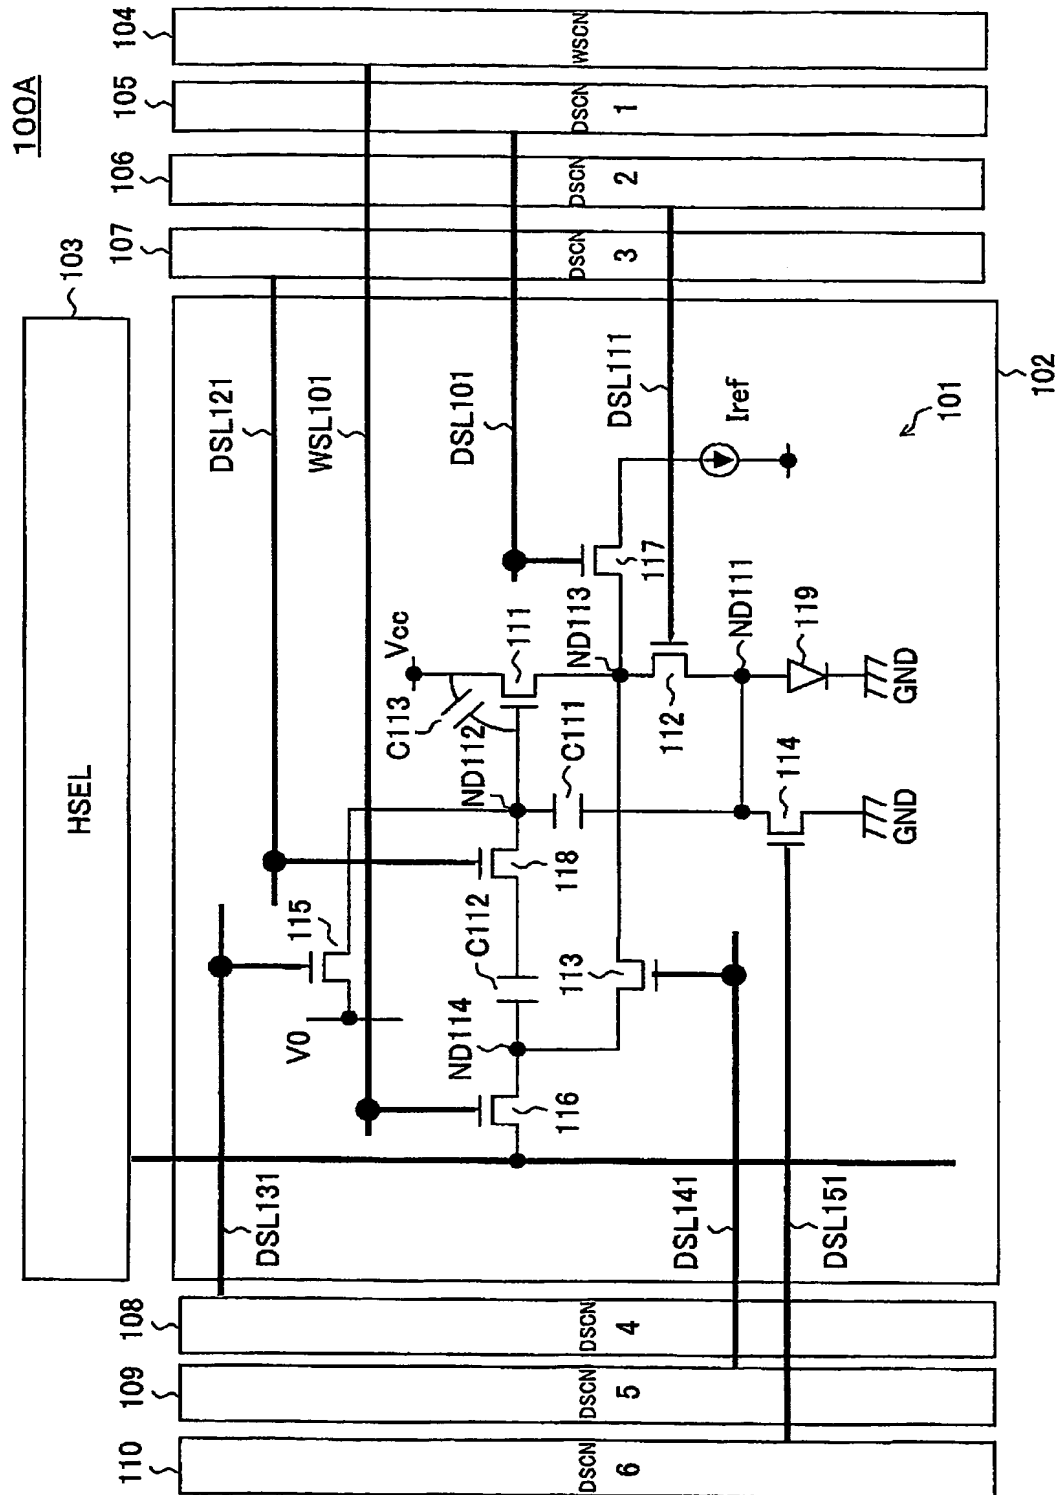 100A
104
105
106
107
WSCN
DSCN
1
DSCN
2
DSCN
3
103
HSEL
102
101
DSL121
WSL101
DSL101
DSL111
Iref
117
ND113
Vcc
111
C113
ND112
C111
112
ND111
119
GND
114
GND
118
115
C112
113
V0
ND114
116
DSL131
DSL141
DSL151
108
109
110
DSCN
4
DSCN
5
DSCN
6